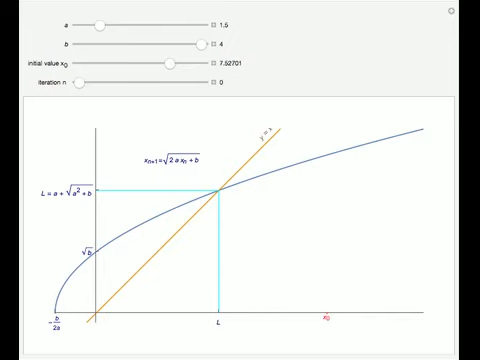 a 1.5
b 4
initial value x₀ 7.52701
iteration n 0
y = x
xₙ₊₁=√(2 a xₙ + b)
L = a + √(a² + b)
√b
-b/2a
L
x₀